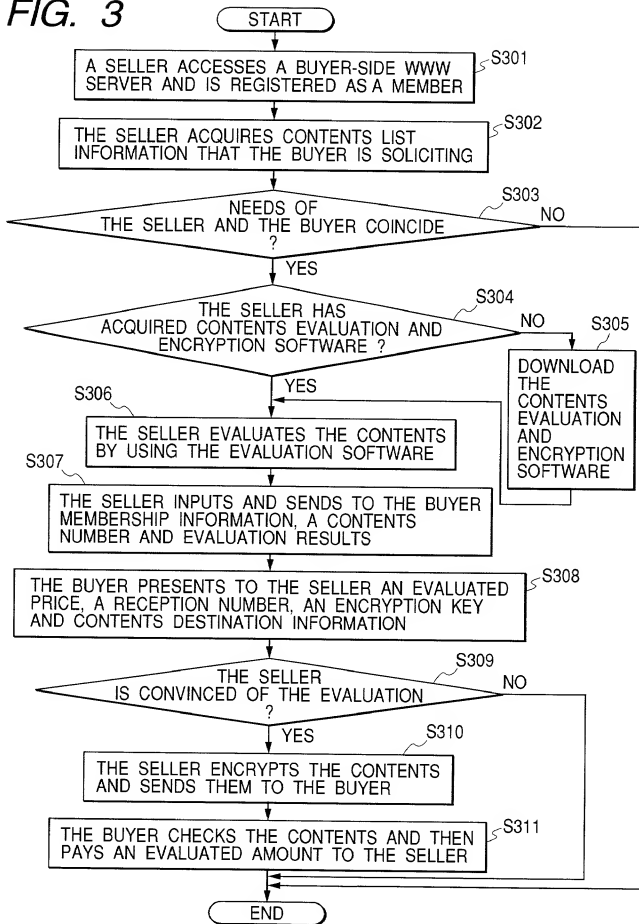 FIG. 3
START
S301
A SELLER ACCESSES A BUYER-SIDE WWW
SERVER AND IS REGISTERED AS A MEMBER
S302
THE SELLER ACQUIRES CONTENTS LIST
INFORMATION THAT THE BUYER IS SOLICITING
S303
NEEDS OF
THE SELLER AND THE BUYER COINCIDE
?
NO
YES
S304
THE SELLER HAS
ACQUIRED CONTENTS EVALUATION AND
ENCRYPTION SOFTWARE ?
NO
YES
S305
DOWNLOAD
THE
CONTENTS
EVALUATION
AND
ENCRYPTION
SOFTWARE
S306
THE SELLER EVALUATES THE CONTENTS
BY USING THE EVALUATION SOFTWARE
S307
THE SELLER INPUTS AND SENDS TO THE BUYER
MEMBERSHIP INFORMATION, A CONTENTS
NUMBER AND EVALUATION RESULTS
S308
THE BUYER PRESENTS TO THE SELLER AN EVALUATED
PRICE, A RECEPTION NUMBER, AN ENCRYPTION KEY
AND CONTENTS DESTINATION INFORMATION
S309
THE SELLER
IS CONVINCED OF THE EVALUATION
?
NO
YES
S310
THE SELLER ENCRYPTS THE CONTENTS
AND SENDS THEM TO THE BUYER
S311
THE BUYER CHECKS THE CONTENTS AND THEN
PAYS AN EVALUATED AMOUNT TO THE SELLER
END